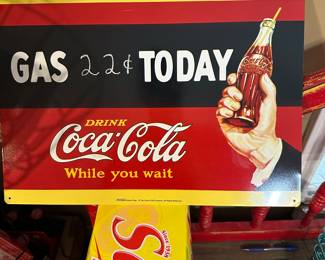 GAS 22¢ TODAY
DRINK
Coca-Cola
While you wait